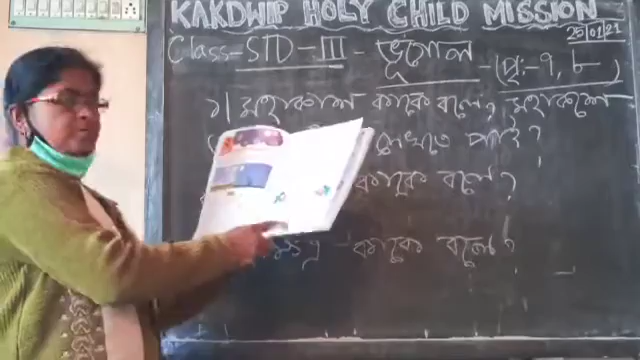 KAKDWIP HOLY CHILD MISSION
25/01/21
Class - STD - III - ভূগোল - (পৃঃ - ৭, ৮
১। মহাকাশ কাকে বলে, মহাকাশে
দেখতে পাই?
কাকে বলে?
কাকে বলে?